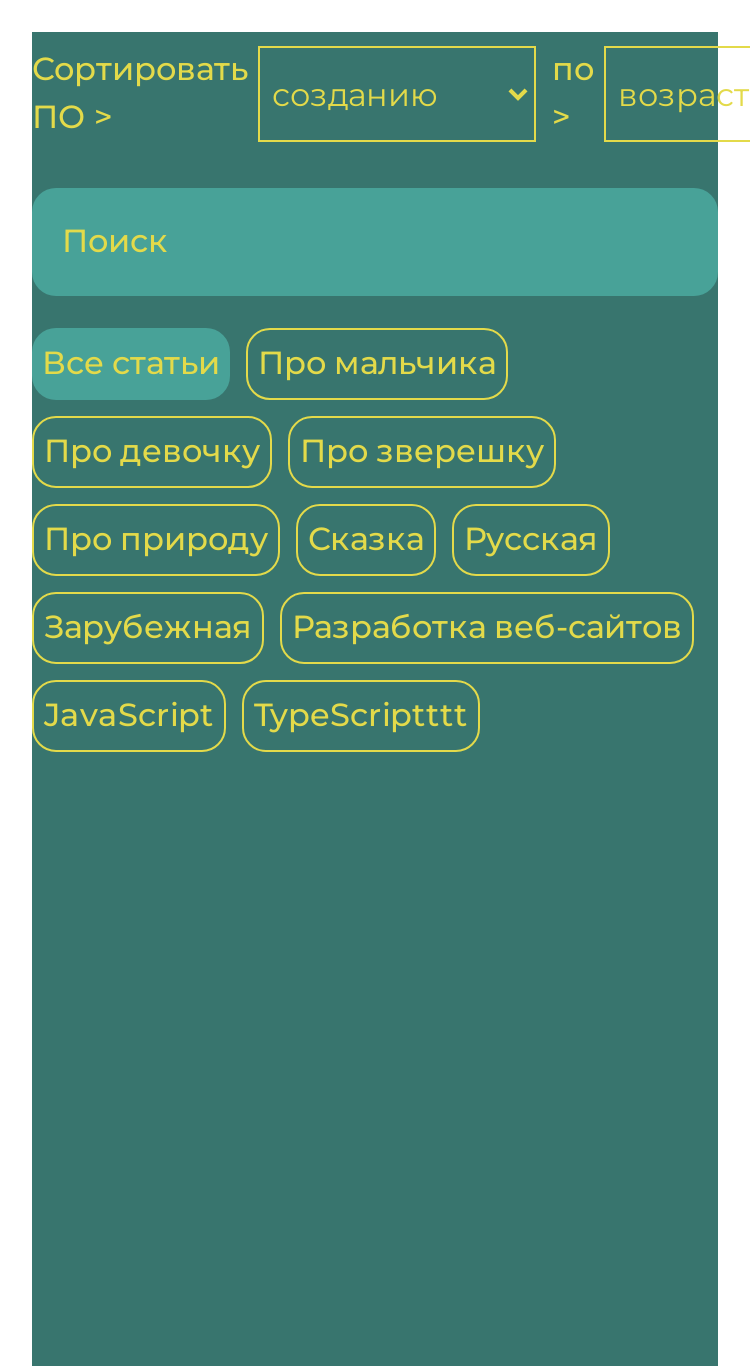 Сортировать ПО > созданию по > возраст
Поиск
Все статьи Про мальчика
Про девочку Про зверешку
Про природу Сказка Русская
Зарубежная Разработка веб-сайтов
JavaScript TypeScriptttt